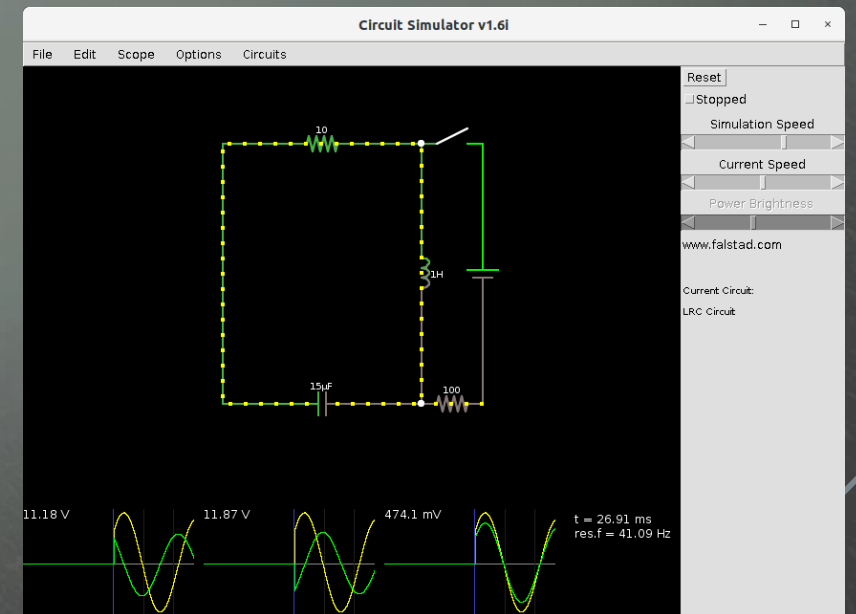 Circuit Simulator v1.6i
File Edit Scope Options Circuits
Reset
Stopped
Simulation Speed
Current Speed
Power Brightness
www.falstad.com
Current Circuit:
LRC Circuit
10
1H
15µF
100
11.18 V
11.87 V
474.1 mV
t = 26.91 ms
res.f = 41.09 Hz